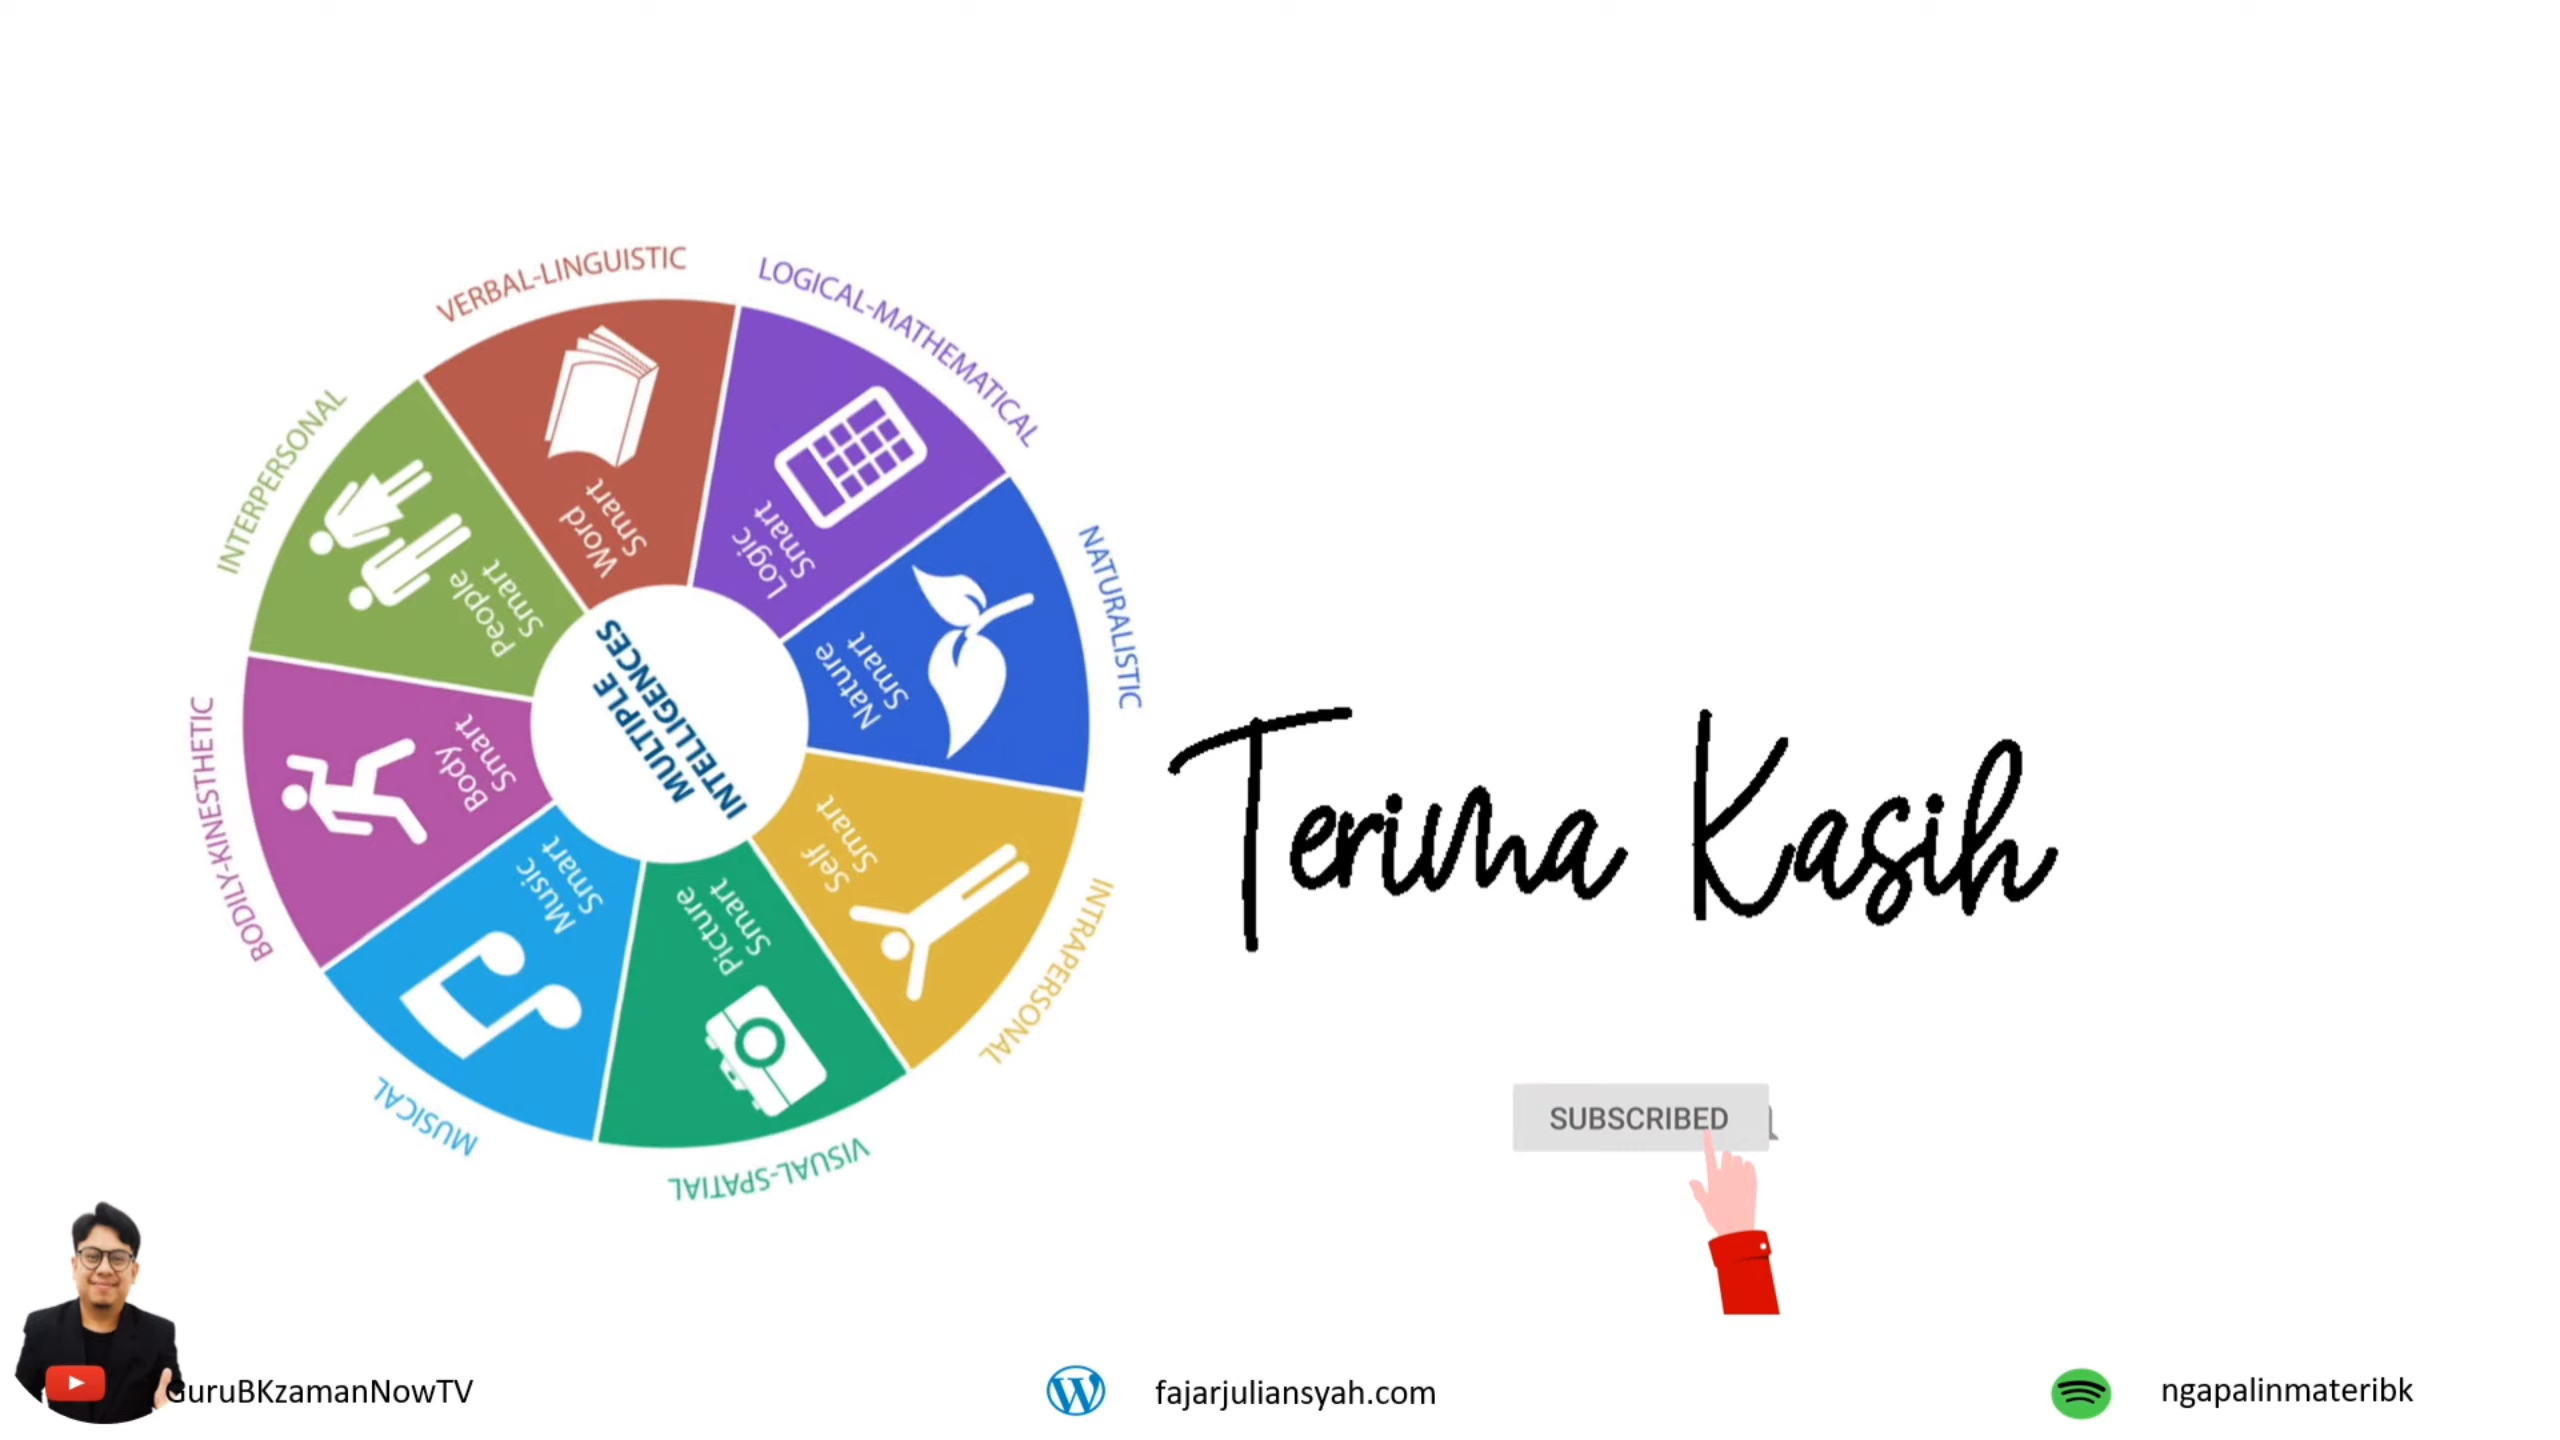 VERBAL-LINGUISTIC
LOGICAL-MATHEMATICAL
NATURALISTIC
INTRAPERSONAL
VISUAL-SPATIAL
MUSICAL
BODILY-KINESTHETIC
INTERPERSONAL
Word
Smart
Logic
Smart
Nature
Smart
Self
Smart
Picture
Smart
Music
Smart
Body
Smart
People
Smart
MULTIPLE
INTELLIGENCES
Terima Kasih
SUBSCRIBED
GuruBKzamanNowTV
fajarjuliansyah.com
ngapalinmateribk